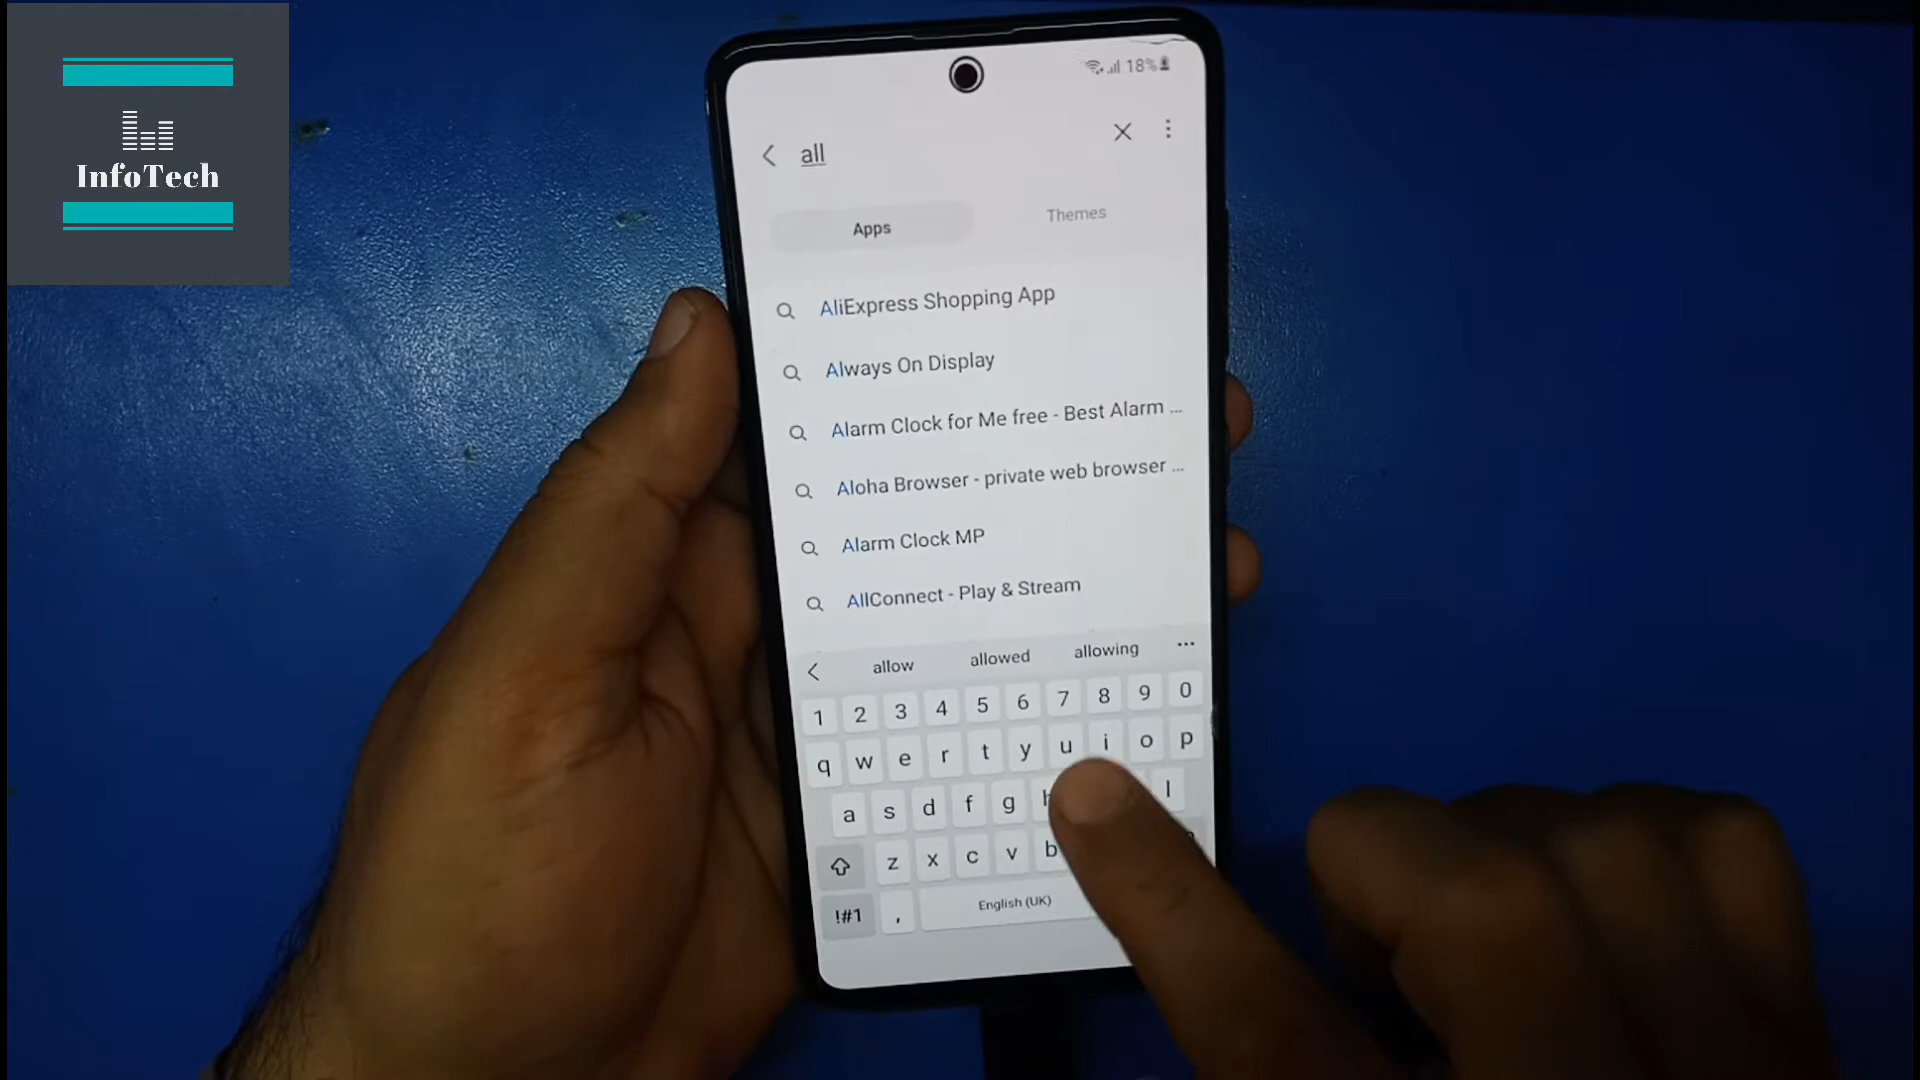 InfoTech
18%
all
Apps
Themes
AliExpress Shopping App
Always On Display
Alarm Clock for Me free - Best Alarm ...
Aloha Browser - private web browser ...
Alarm Clock MP
AllConnect - Play & Stream
allow allowed allowing
1 2 3 4 5 6 7 8 9 0
q w e r t y u i o p
a s d f g h l
z x c v b
!#1 , English (UK)